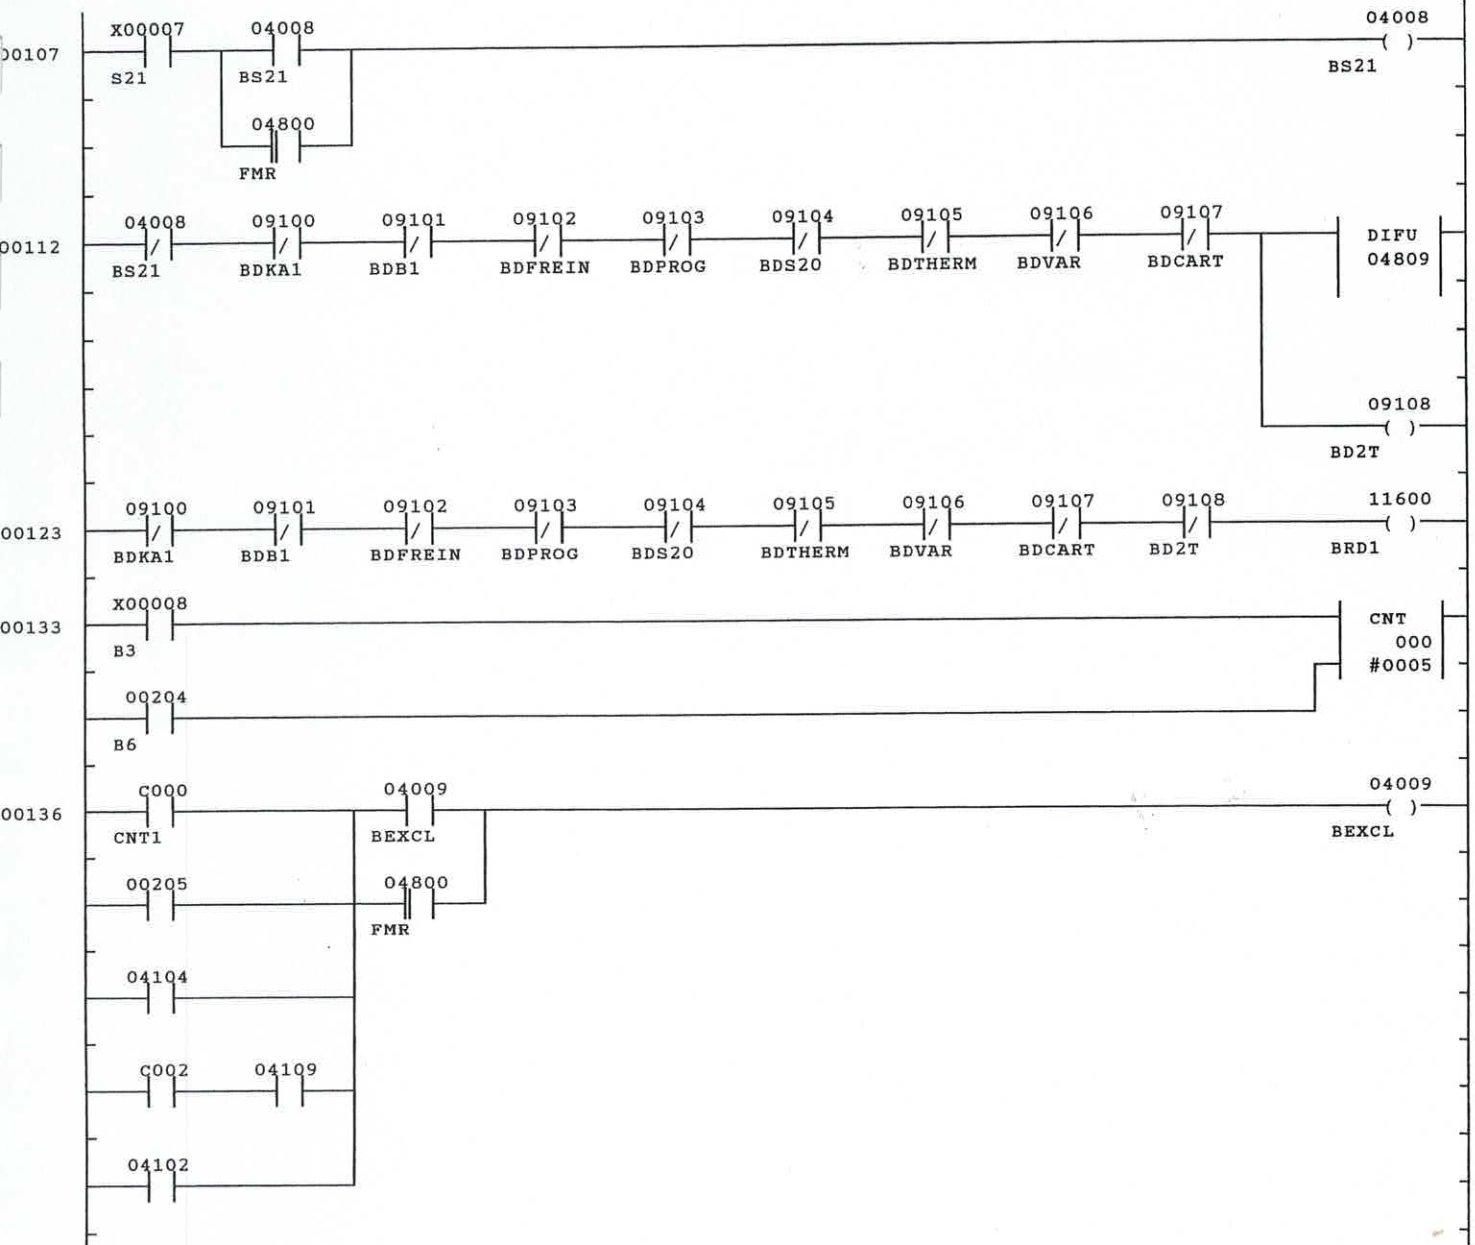 X00007 04008 04008
00107
S21 BS21 BS21
04800
FMR
04008 09100 09101 09102 09103 09104 09105 09106 09107
00112 DIFU
BS21 BDKA1 BDB1 BDFREIN BDPROG BDS20 BDTHERM BDVAR BDCART 04809
09108
BD2T
09100 09101 09102 09103 09104 09105 09106 09107 09108 11600
00123
BDKA1 BDB1 BDFREIN BDPROG BDS20 BDTHERM BDVAR BDCART BD2T BRD1
X00008
00133 CNT
B3 000
#0005
00204
B6
C000 04009 04009
00136
CNT1 BEXCL BEXCL
00205 04800
FMR
04104
C002 04109
04102